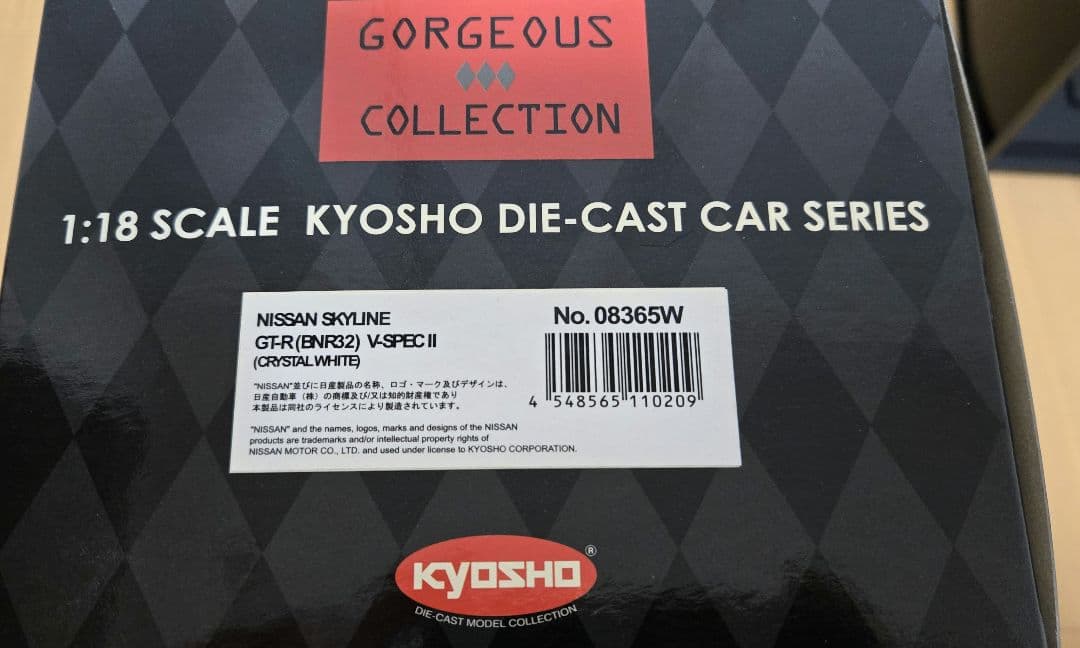 GORGEOUS
COLLECTION
1:18 SCALE KYOSHO DIE-CAST CAR SERIES
NISSAN SKYLINE
GT-R (BNR32) V-SPEC II
(CRYSTAL WHITE)
No. 08365W
"NISSAN"並びに日産製品の名称、ロゴ・マーク及びデザインは、
日産自動車(株)の商標及び/又は知的財産権であり
本製品は同社のライセンスにより製造されています。
4 548565 110209
"NISSAN" and the names, logos, marks and designs of the NISSAN
products are trademarks and/or intellectual property rights of
NISSAN MOTOR CO., LTD. and used under license to KYOSHO CORPORATION.
KYOSHO ®
DIE-CAST MODEL COLLECTION